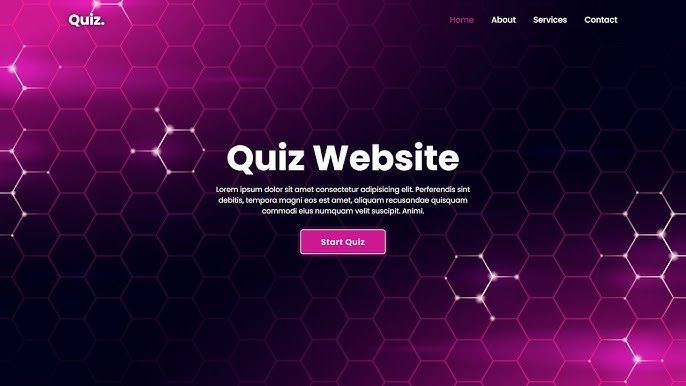 Quiz.
Home About Services Contact
Quiz Website
Lorem ipsum dolor sit amet consectetur adipisicing elit. Perferendis sint
debitis, tempora magni eos est amet, aliquam recusandae quisquam
commodi eius numquam velit suscipit. Animi.
Start Quiz